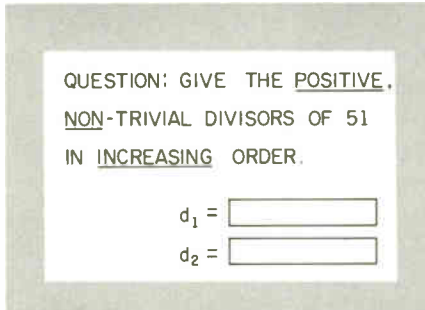 QUESTION: GIVE THE POSITIVE,
NON-TRIVIAL DIVISORS OF 51
IN INCREASING ORDER.
d₁ =
d₂ =